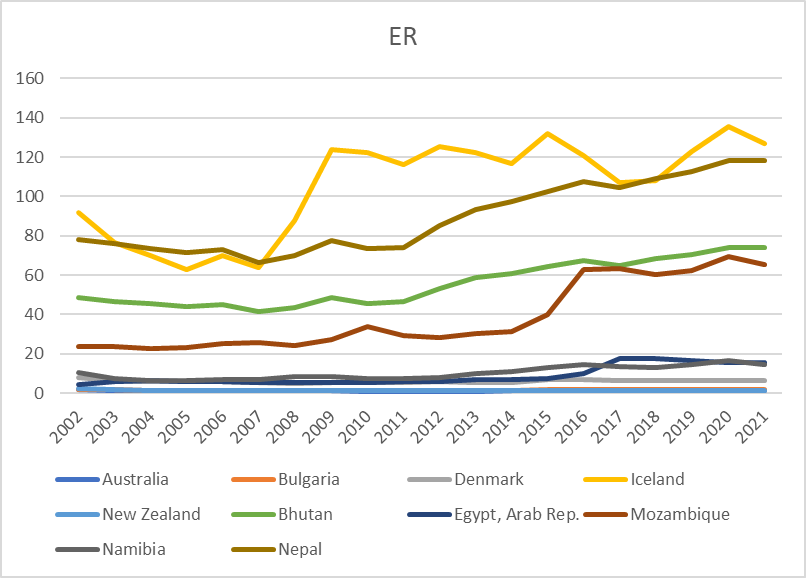 ER
160
140
120
100
80
60
40
20
0
2002 2003 2004 2005 2006 2007 2008 2009 2010 2011 2012 2013 2014 2015 2016 2017 2018 2019 2020 2021
Australia Bulgaria Denmark Iceland
New Zealand Bhutan Egypt, Arab Rep. Mozambique
Namibia Nepal